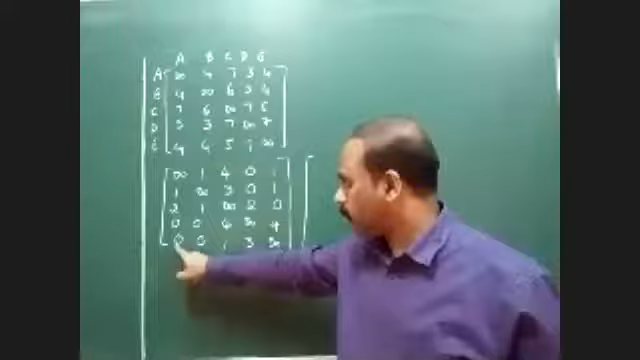 A B C D E
A ∞ 4 7 3 4
B 4 ∞ 6 3 4
C 7 6 ∞ 7 5
D 3 3 7 ∞ 7
E 4 4 5 7 ∞
∞ 1 4 0 1
1 ∞ 3 0 1
2 1 ∞ 2 0
0 0 4 ∞ 4
0 0 1 3 ∞